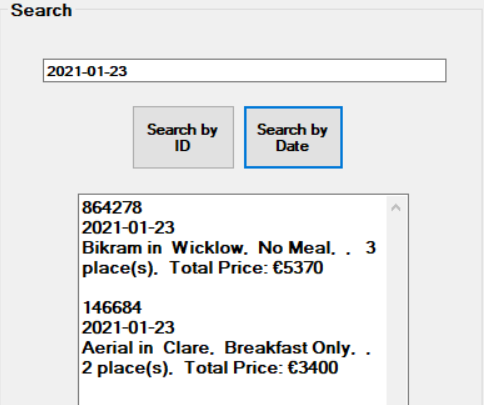 Search
2021-01-23
Search by
ID
Search by
Date
864278
2021-01-23
Bikram in  Wicklow,  No Meal,  ,   3
place(s),  Total Price: €5370
146684
2021-01-23
Aerial in  Clare,  Breakfast Only,  ,
2 place(s),  Total Price: €3400